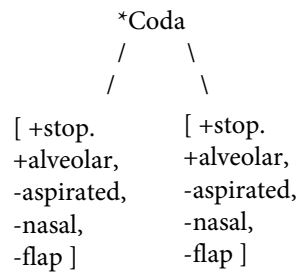 *Coda
/ \
/ \
[ +stop. [ +stop.
+alveolar, +alveolar,
-aspirated, -aspirated,
-nasal, -nasal,
-flap ] -flap ]